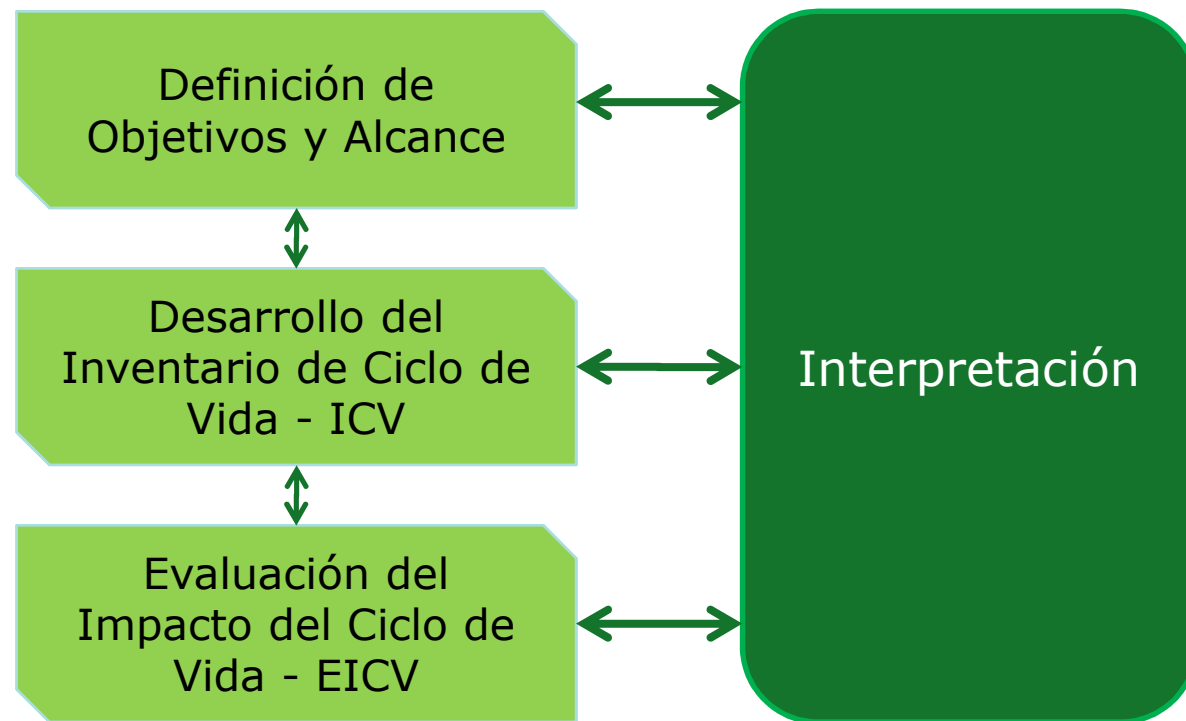 Definición de
Objetivos y Alcance
Desarrollo del
Inventario de Ciclo de
Vida - ICV
Interpretación
Evaluación del
Impacto del Ciclo de
Vida - EICV